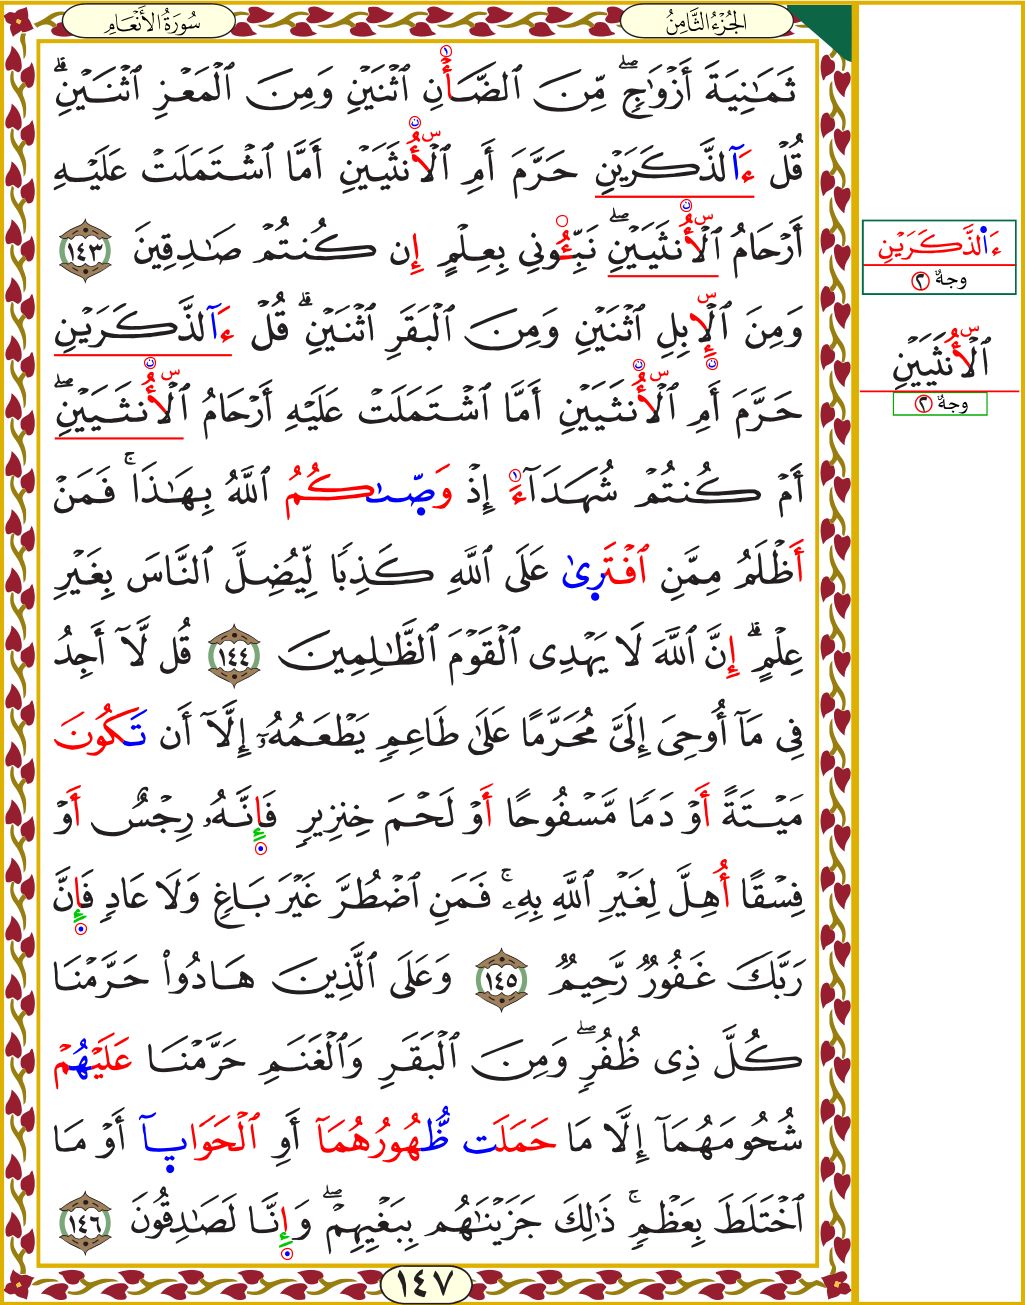 الجُزْءُ الثَّامِنُ
سُورَةُ الأَنْعَامِ
ثَمَٰنِيَةَ أَزْوَٰجٖۖ مِّنَ ٱلضَّأۡنِ ٱثۡنَيۡنِ وَمِنَ ٱلۡمَعۡزِ ٱثۡنَيۡنِۗ
قُلۡ ءَآلذَّكَرَيۡنِ حَرَّمَ أَمِ ٱلۡأُنثَيَيۡنِ أَمَّا ٱشۡتَمَلَتۡ عَلَيۡهِ
أَرۡحَامُ ٱلۡأُنثَيَيۡنِۖ نَبِّـُٔونِي بِعِلۡمٍ إِن كُنتُمۡ صَٰدِقِينَ ١٤٣
وَمِنَ ٱلۡإِبِلِ ٱثۡنَيۡنِ وَمِنَ ٱلۡبَقَرِ ٱثۡنَيۡنِۗ قُلۡ ءَآلذَّكَرَيۡنِ
حَرَّمَ أَمِ ٱلۡأُنثَيَيۡنِ أَمَّا ٱشۡتَمَلَتۡ عَلَيۡهِ أَرۡحَامُ ٱلۡأُنثَيَيۡنِۖ
أَمۡ كُنتُمۡ شُهَدَآءَ إِذۡ وَصَّىٰكُمُ ٱللَّهُ بِهَٰذَاۚ فَمَنۡ
أَظۡلَمُ مِمَّنِ ٱفۡتَرَىٰ عَلَى ٱللَّهِ كَذِبٗا لِّيُضِلَّ ٱلنَّاسَ بِغَيۡرِ
عِلۡمٍۗ إِنَّ ٱللَّهَ لَا يَهۡدِي ٱلۡقَوۡمَ ٱلظَّٰلِمِينَ ١٤٤ قُل لَّآ أَجِدُ
فِي مَآ أُوحِيَ إِلَيَّ مُحَرَّمًا عَلَىٰ طَاعِمٖ يَطۡعَمُهُۥٓ إِلَّآ أَن تَكُونَ
مَيۡتَةً أَوۡ دَمٗا مَّسۡفُوحًا أَوۡ لَحۡمَ خِنزِيرٖ فَإِنَّهُۥ رِجۡسٌ أَوۡ
فِسۡقًا أُهِلَّ لِغَيۡرِ ٱللَّهِ بِهِۦۚ فَمَنِ ٱضۡطُرَّ غَيۡرَ بَاغٖ وَلَا عَادٖ فَإِنَّ
رَبَّكَ غَفُورٞ رَّحِيمٞ ١٤٥ وَعَلَى ٱلَّذِينَ هَادُواْ حَرَّمۡنَا
كُلَّ ذِي ظُفُرٖۖ وَمِنَ ٱلۡبَقَرِ وَٱلۡغَنَمِ حَرَّمۡنَا عَلَيۡهُمۡ
شُحُومَهُمَآ إِلَّا مَا حَمَلَت ظُّهُورُهُمَآ أَوِ ٱلۡحَوَايَآ أَوۡ مَا
ٱخۡتَلَطَ بِعَظۡمٖۚ ذَٰلِكَ جَزَيۡنَٰهُم بِبَغۡيِهِمۡۖ وَإِنَّا لَصَٰدِقُونَ ١٤٦
١٤٧
ءَآلذَّكَرَيۡنِ
وجهٌ ٢
ٱلۡأُنثَيَيۡنِ
وجهٌ ٢